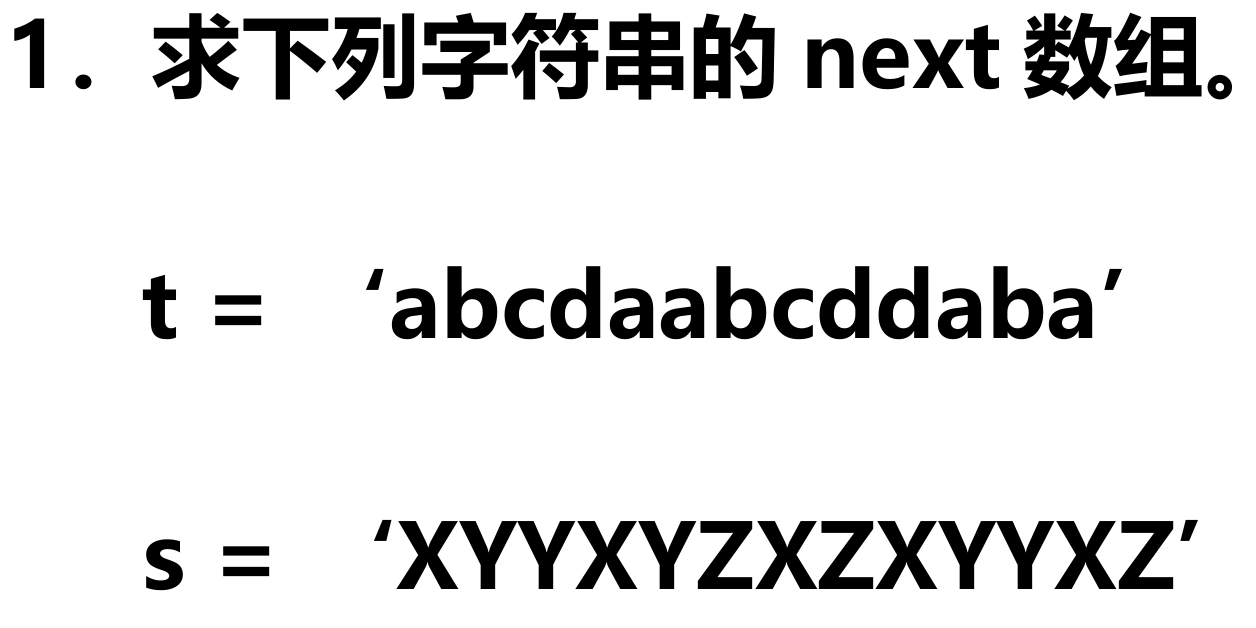 1. 求下列字符串的 next 数组。
t = ‘abcdaabcddaba’
s = ‘XYYXYZXZXYYXZ’